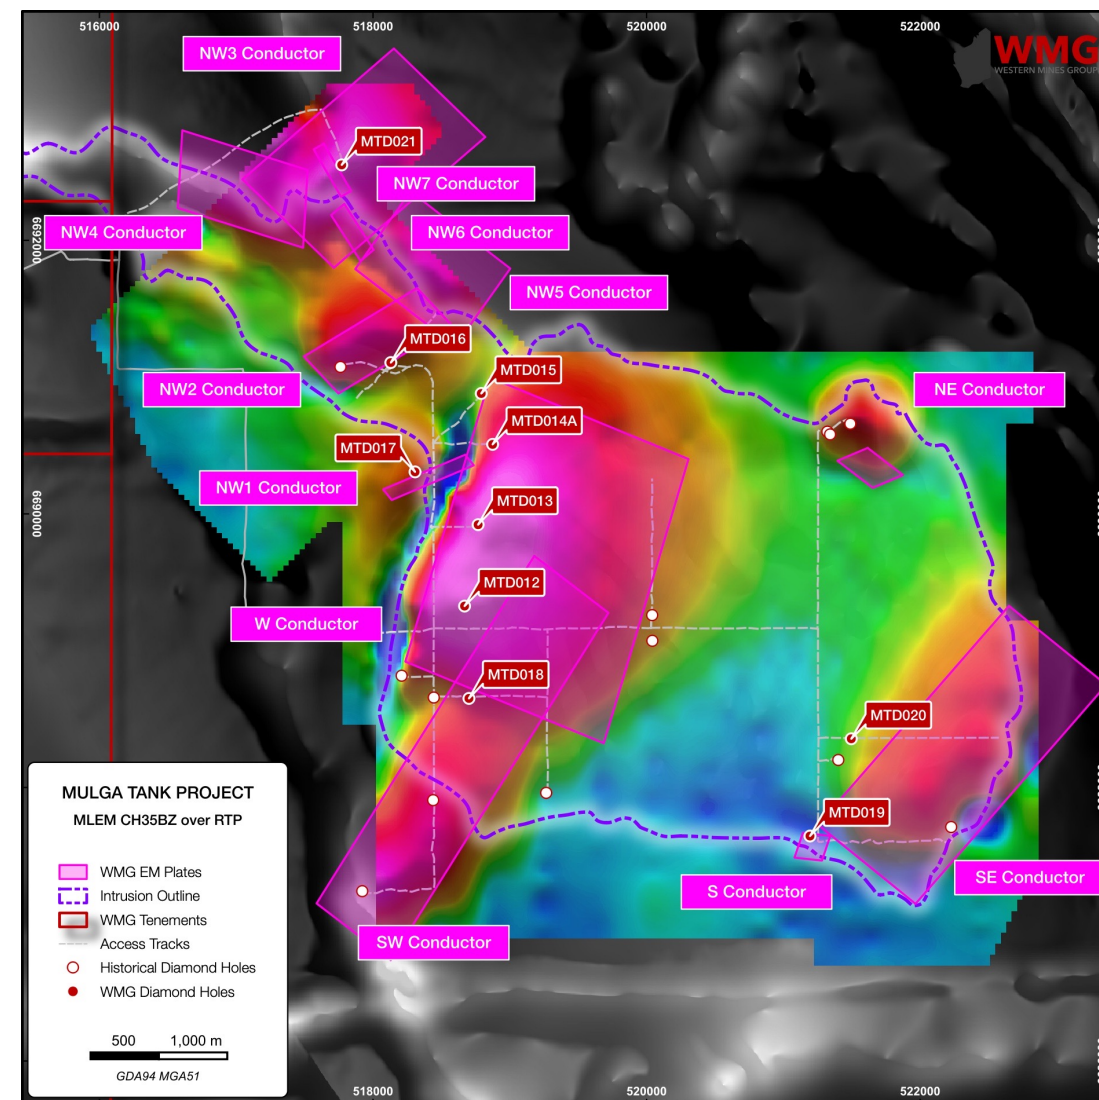 516000
518000
520000
522000
WMG
WESTERN MINES GROUP
NW3 Conductor
MTD021
NW7 Conductor
NW4 Conductor
NW6 Conductor
6692000
NW5 Conductor
MTD016
MTD015
NW2 Conductor
NE Conductor
MTD014A
MTD017
NW1 Conductor
MTD013
6690000
MTD012
W Conductor
MTD018
MTD020
MTD019
S Conductor
SE Conductor
SW Conductor
MULGA TANK PROJECT
MLEM CH35BZ over RTP
WMG EM Plates
Intrusion Outline
WMG Tenements
Access Tracks
Historical Diamond Holes
WMG Diamond Holes
500 1,000 m
GDA94 MGA51
518000
520000
522000